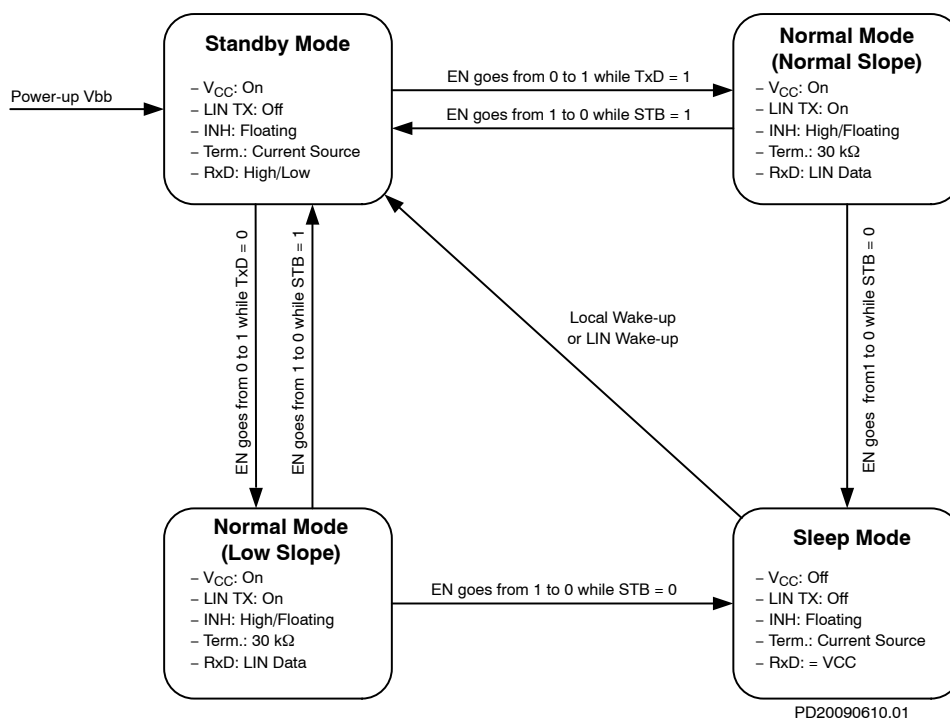 Standby Mode
– VCC: On
– LIN TX: Off
– INH: Floating
– Term.: Current Source
– RxD: High/Low
Power-up Vbb
EN goes from 0 to 1 while TxD = 1
EN goes from 1 to 0 while STB = 1
Normal Mode
(Normal Slope)
– VCC: On
– LIN TX: On
– INH: High/Floating
– Term.: 30 kΩ
– RxD: LIN Data
EN goes from 0 to 1 while TxD = 0
EN goes from 1 to 0 while STB = 1
Local Wake-up
or LIN Wake-up
EN goes from1 to 0 while STB = 0
Normal Mode
(Low Slope)
– VCC: On
– LIN TX: On
– INH: High/Floating
– Term.: 30 kΩ
– RxD: LIN Data
EN goes from 1 to 0 while STB = 0
Sleep Mode
– VCC: Off
– LIN TX: Off
– INH: Floating
– Term.: Current Source
– RxD: = VCC
PD20090610.01